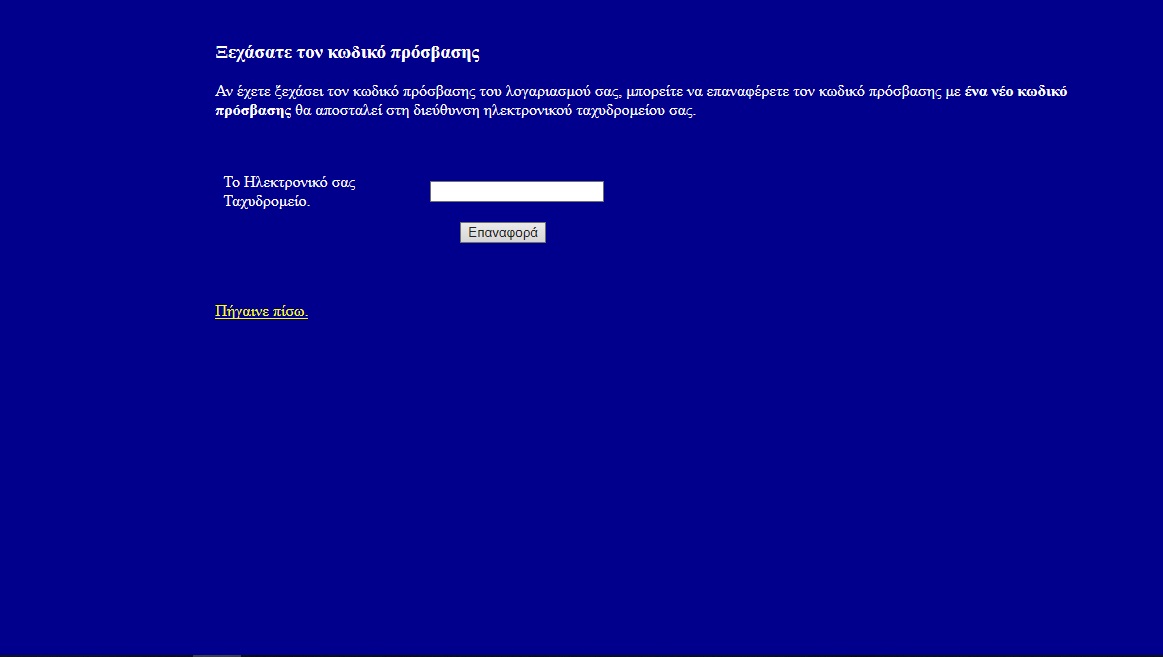 Ξεχάσατε τον κωδικό πρόσβασης
Αν έχετε ξεχάσει τον κωδικό πρόσβασης του λογαριασμού σας, μπορείτε να επαναφέρετε τον κωδικό πρόσβασης με ένα νέο κωδικό
πρόσβασης θα αποσταλεί στη διεύθυνση ηλεκτρονικού ταχυδρομείου σας.
Το Ηλεκτρονικό σας
Ταχυδρομείο.
Επαναφορά
Πήγαινε πίσω.